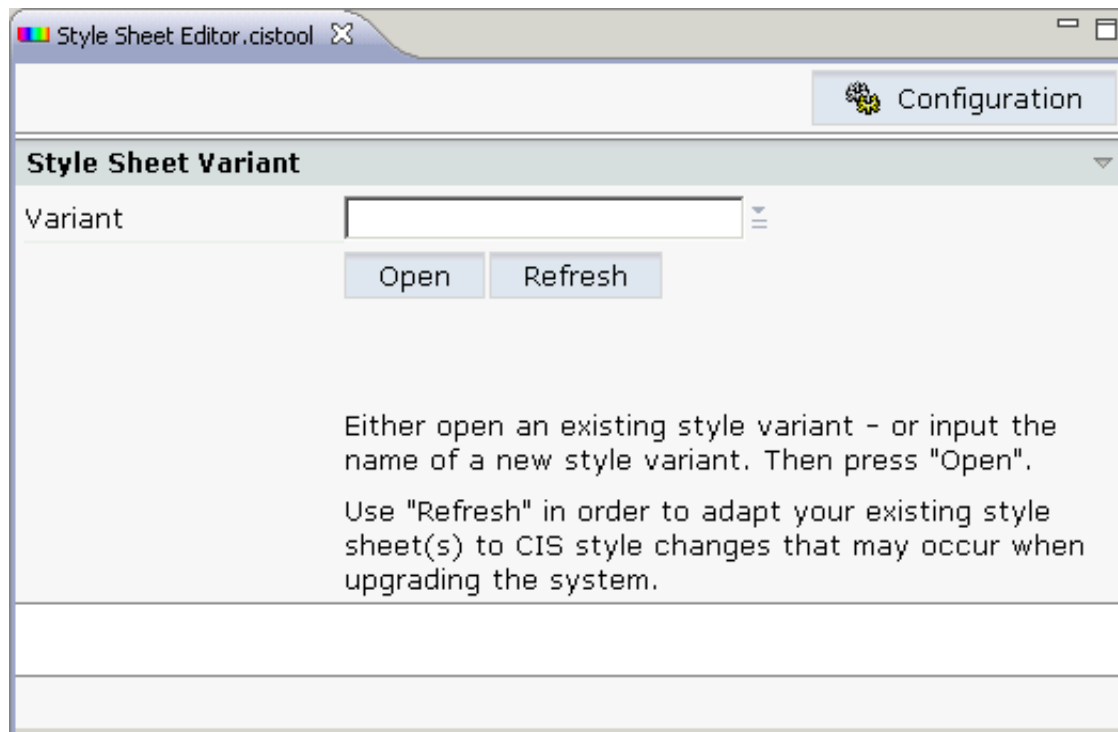 Style Sheet Editor.cistool
Configuration
Style Sheet Variant
Variant
Open Refresh
Either open an existing style variant – or input the
name of a new style variant. Then press "Open".
Use "Refresh" in order to adapt your existing style
sheet(s) to CIS style changes that may occur when
upgrading the system.